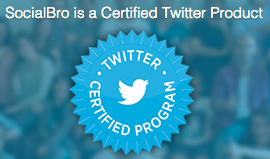 SocialBro is a Certified Twitter Product
TWITTER
CERTIFIED PROGRAM